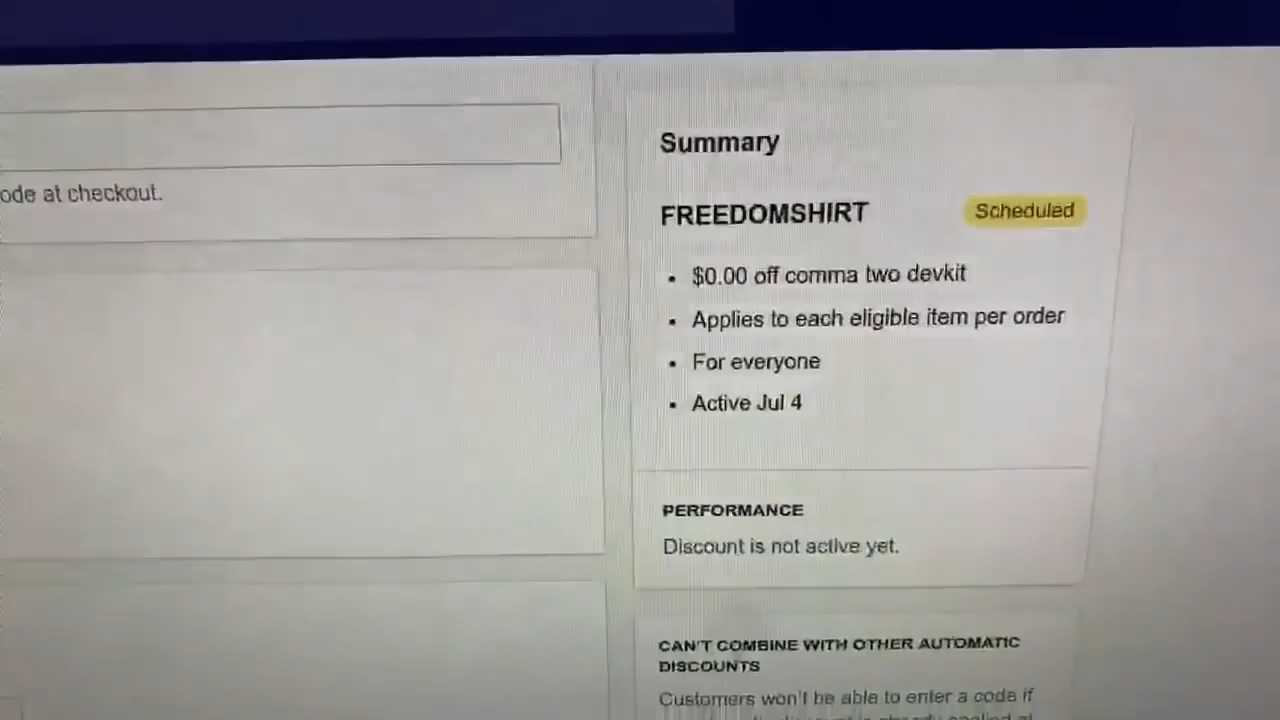 ode at checkout.
Summary
FREEDOMSHIRT
Scheduled
• $0.00 off comma two devkit
• Applies to each eligible item per order
• For everyone
• Active Jul 4
PERFORMANCE
Discount is not active yet.
CAN'T COMBINE WITH OTHER AUTOMATIC
DISCOUNTS
Customers won't be able to enter a code if